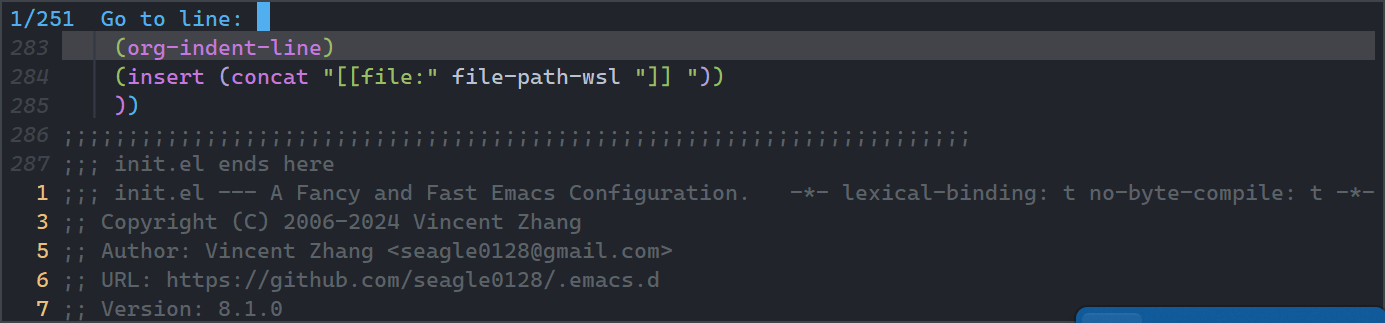 1/251  Go to line:
283     (org-indent-line)
284     (insert (concat "[[file:" file-path-wsl "]] "))
285     ))
286 ;;;;;;;;;;;;;;;;;;;;;;;;;;;;;;;;;;;;;;;;;;;;;;;;;;;;;;;;;;;;;;;;;;;;;;
287 ;;; init.el ends here
  1 ;;; init.el --- A Fancy and Fast Emacs Configuration.   -*- lexical-binding: t no-byte-compile: t -*-
  3 ;; Copyright (C) 2006-2024 Vincent Zhang
  5 ;; Author: Vincent Zhang <seagle0128@gmail.com>
  6 ;; URL: https://github.com/seagle0128/.emacs.d
  7 ;; Version: 8.1.0